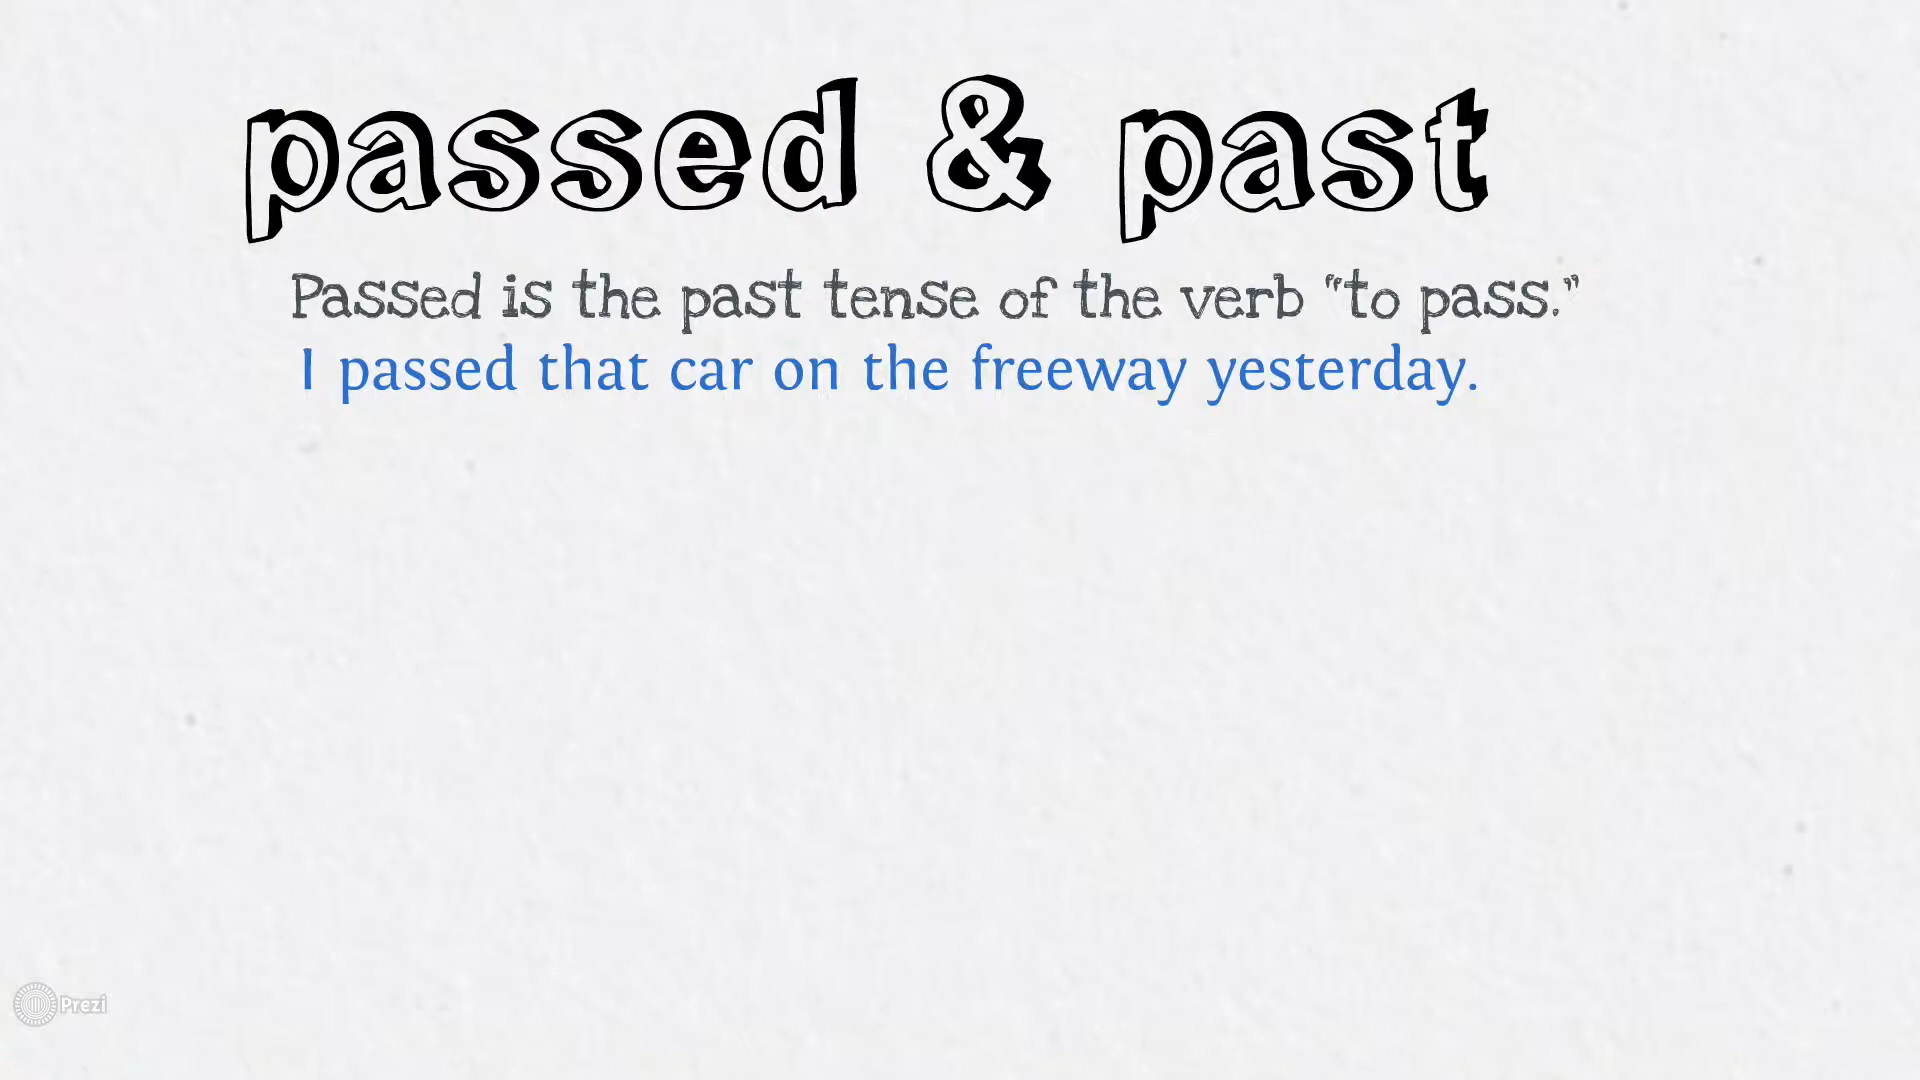 passed & past
Passed is the past tense of the verb “to pass.”
I passed that car on the freeway yesterday.
Prezi